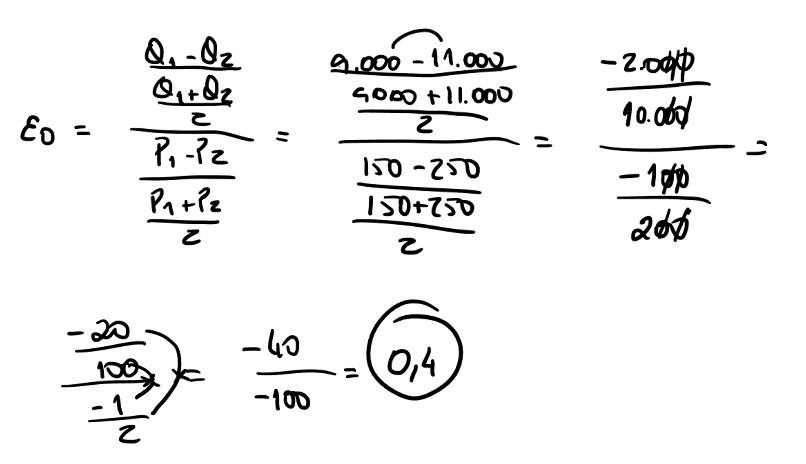 ε_D = ((Q₁ - Q₂)/((Q₁+Q₂)/2))/((P₁ - P₂)/((P₁+P₂)/2)) = ((9.000 - 11.000)/((9000 + 11.000)/2))/((150 - 250)/((150+250)/2)) = (-2.000/10.000)/(-100/200) =
(-20/100)/(-1/2) = -40/-100 = 0,4